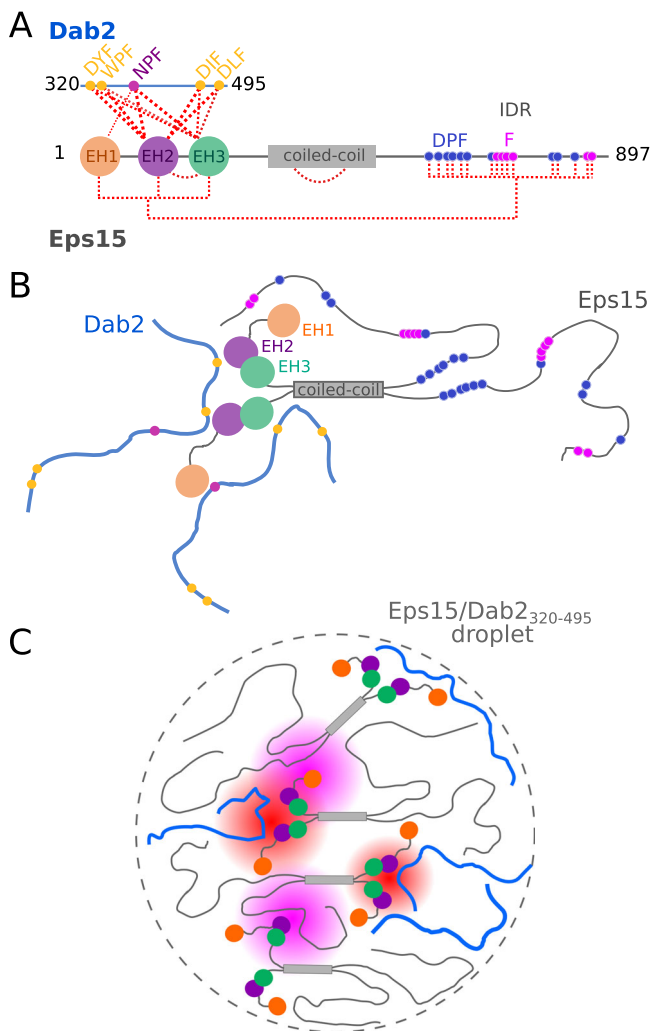 A
Dab2
DYF
WPF
NPF
DIF
DLF
320
495
IDR
DPF
F
1
EH1
EH2
EH3
coiled-coil
897
Eps15
B
Dab2
Eps15
EH1
EH2
EH3
coiled-coil
Eps15/Dab2320-495
droplet
C